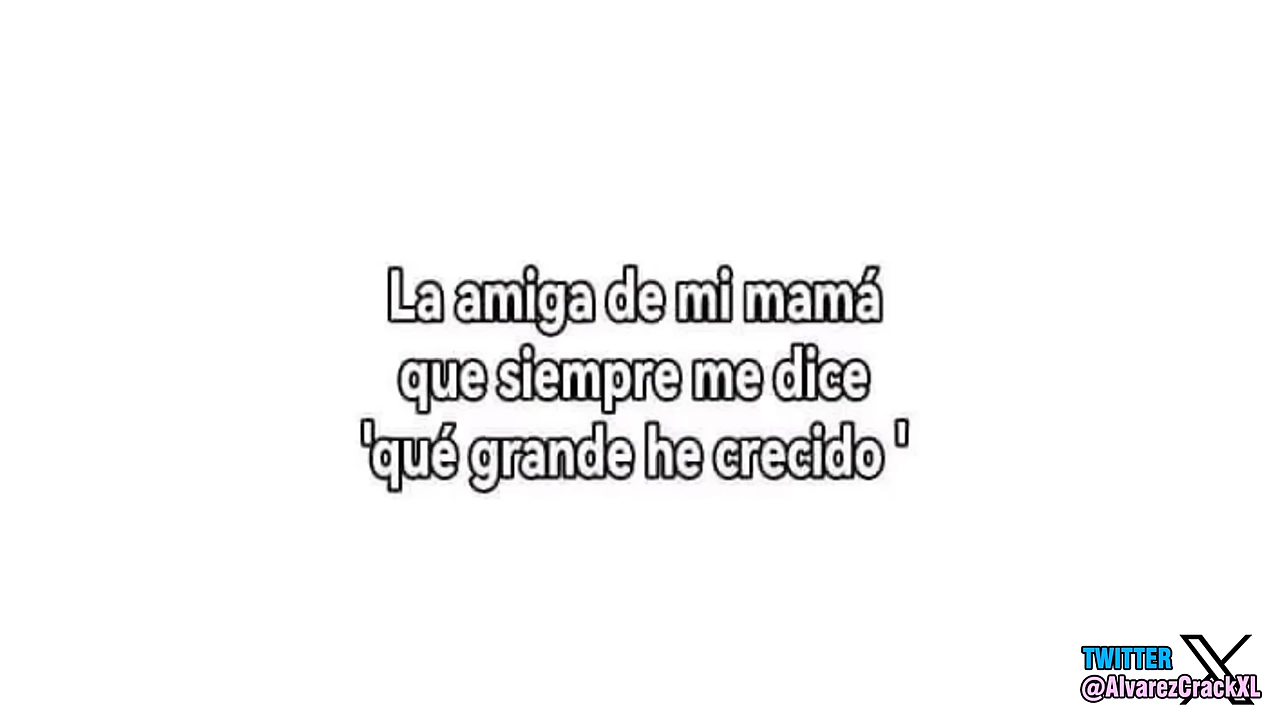 La amiga de mi mamá
que siempre me dice
'qué grande he crecido '
TWITTER
@AlvarezCrackXL